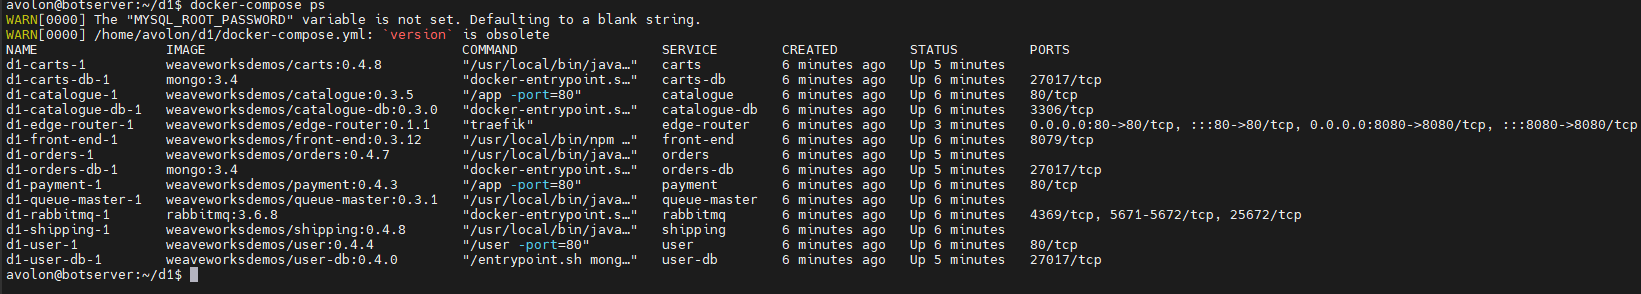 avolon@botserver:~/d1$ docker-compose ps
WARN[0000] The "MYSQL_ROOT_PASSWORD" variable is not set. Defaulting to a blank string.
WARN[0000] /home/avolon/d1/docker-compose.yml: `version` is obsolete
NAME IMAGE COMMAND SERVICE CREATED STATUS PORTS
d1-carts-1 weaveworksdemos/carts:0.4.8 "/usr/local/bin/java…" carts 6 minutes ago Up 5 minutes
d1-carts-db-1 mongo:3.4 "docker-entrypoint.s…" carts-db 6 minutes ago Up 6 minutes 27017/tcp
d1-catalogue-1 weaveworksdemos/catalogue:0.3.5 "/app -port=80" catalogue 6 minutes ago Up 6 minutes 80/tcp
d1-catalogue-db-1 weaveworksdemos/catalogue-db:0.3.0 "docker-entrypoint.s…" catalogue-db 6 minutes ago Up 6 minutes 3306/tcp
d1-edge-router-1 weaveworksdemos/edge-router:0.1.1 "traefik" edge-router 6 minutes ago Up 3 minutes 0.0.0.0:80->80/tcp, :::80->80/tcp, 0.0.0.0:8080->8080/tcp, :::8080->8080/tcp
d1-front-end-1 weaveworksdemos/front-end:0.3.12 "/usr/local/bin/npm …" front-end 6 minutes ago Up 6 minutes 8079/tcp
d1-orders-1 weaveworksdemos/orders:0.4.7 "/usr/local/bin/java…" orders 6 minutes ago Up 5 minutes
d1-orders-db-1 mongo:3.4 "docker-entrypoint.s…" orders-db 6 minutes ago Up 5 minutes 27017/tcp
d1-payment-1 weaveworksdemos/payment:0.4.3 "/app -port=80" payment 6 minutes ago Up 6 minutes 80/tcp
d1-queue-master-1 weaveworksdemos/queue-master:0.3.1 "/usr/local/bin/java…" queue-master 6 minutes ago Up 6 minutes
d1-rabbitmq-1 rabbitmq:3.6.8 "docker-entrypoint.s…" rabbitmq 6 minutes ago Up 6 minutes 4369/tcp, 5671-5672/tcp, 25672/tcp
d1-shipping-1 weaveworksdemos/shipping:0.4.8 "/usr/local/bin/java…" shipping 6 minutes ago Up 6 minutes
d1-user-1 weaveworksdemos/user:0.4.4 "/user -port=80" user 6 minutes ago Up 6 minutes 80/tcp
d1-user-db-1 weaveworksdemos/user-db:0.4.0 "/entrypoint.sh mong…" user-db 6 minutes ago Up 5 minutes 27017/tcp
avolon@botserver:~/d1$